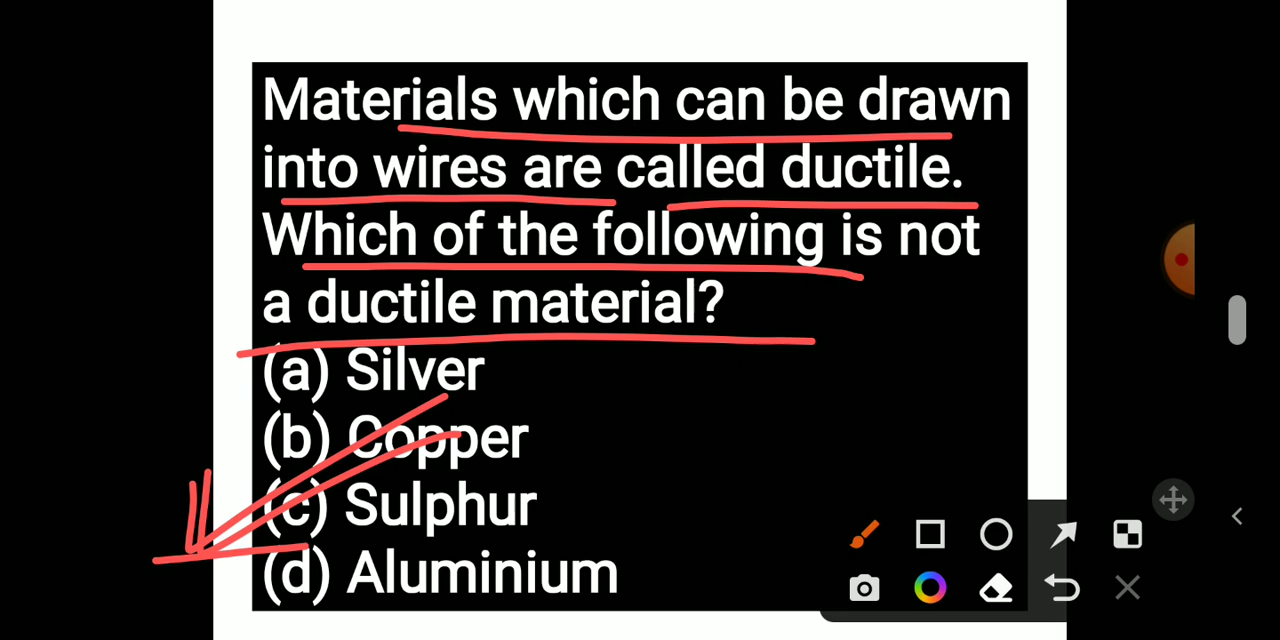 Materials which can be drawn
into wires are called ductile.
Which of the following is not
a ductile material?
(a) Silver
(b) Copper
(c) Sulphur
(d) Aluminium